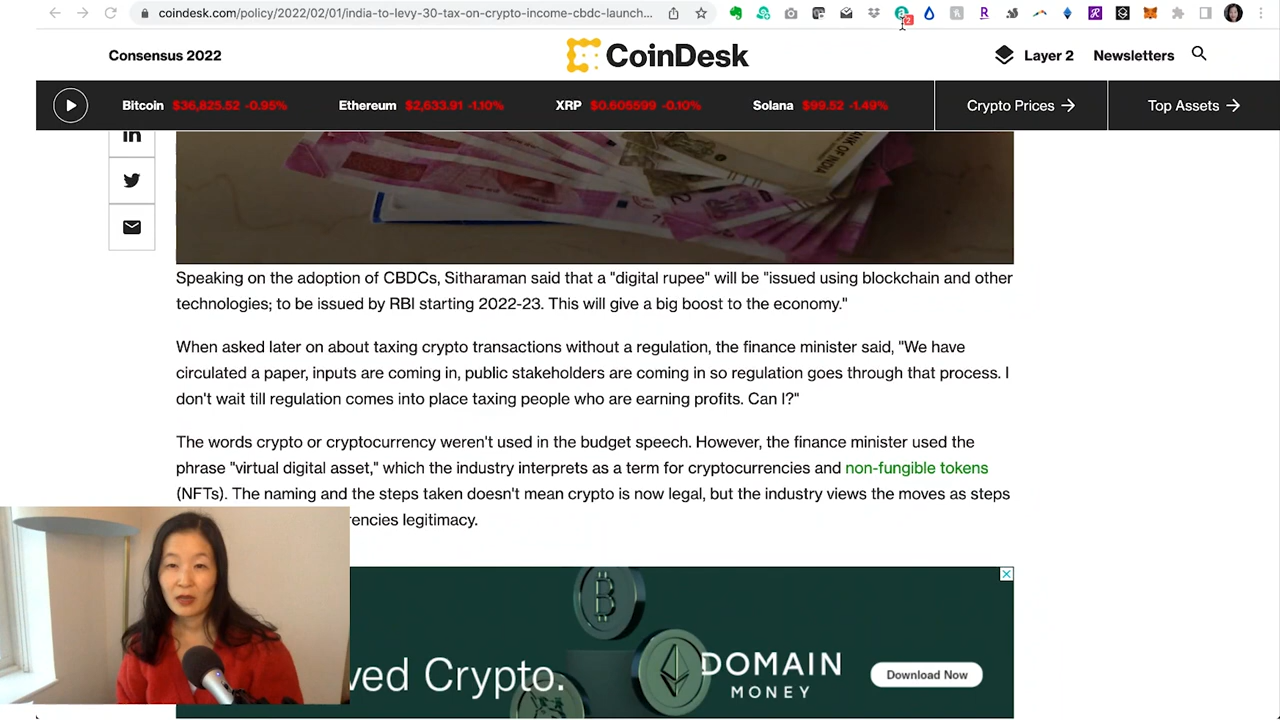 coindesk.com/policy/2022/02/01/india-to-levy-30-tax-on-crypto-income-cbdc-launch...
2
Consensus 2022
CoinDesk
Layer 2
Newsletters
Bitcoin $36,825.52 -0.95%
Ethereum $2,633.91 -1.10%
XRP $0.605599 -0.10%
Solana $99.52 -1.49%
Crypto Prices →
Top Assets →
in
Speaking on the adoption of CBDCs, Sitharaman said that a "digital rupee" will be "issued using blockchain and other
technologies; to be issued by RBI starting 2022-23. This will give a big boost to the economy."
When asked later on about taxing crypto transactions without a regulation, the finance minister said, "We have
circulated a paper, inputs are coming in, public stakeholders are coming in so regulation goes through that process. I
don't wait till regulation comes into place taxing people who are earning profits. Can I?"
The words crypto or cryptocurrency weren't used in the budget speech. However, the finance minister used the
phrase "virtual digital asset," which the industry interprets as a term for cryptocurrencies and non-fungible tokens
(NFTs). The naming and the steps taken doesn't mean crypto is now legal, but the industry views the moves as steps
rencies legitimacy.
ved Crypto.
DOMAIN
MONEY
Download Now